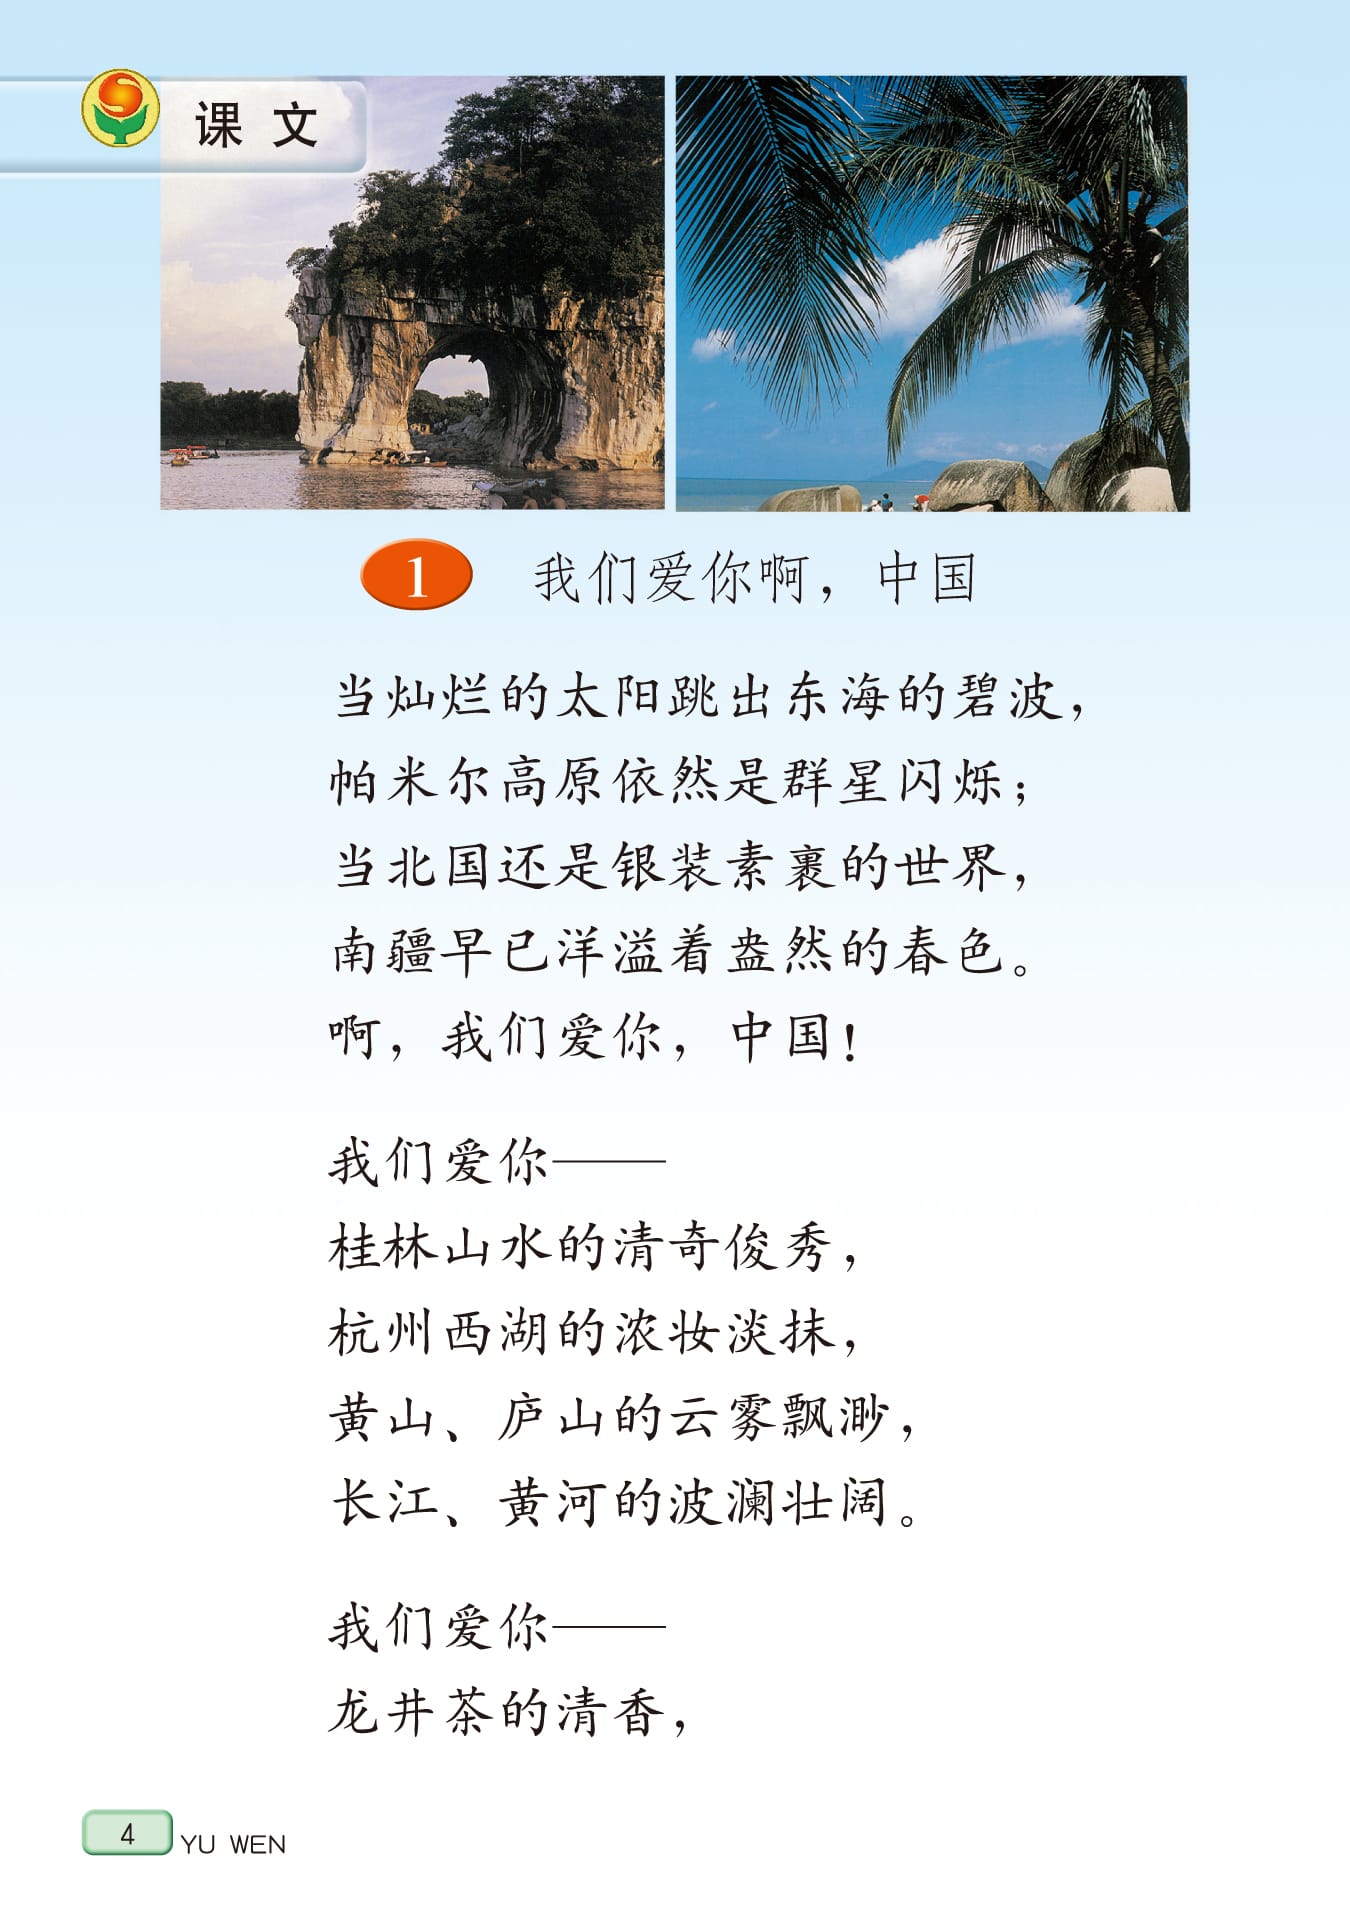 课文
1 我们爱你啊，中国
当灿烂的太阳跳出东海的碧波，
帕米尔高原依然是群星闪烁；
当北国还是银装素裹的世界，
南疆早已洋溢着盎然的春色。
啊，我们爱你，中国！
我们爱你——
桂林山水的清奇俊秀，
杭州西湖的浓妆淡抹，
黄山、庐山的云雾飘渺，
长江、黄河的波澜壮阔。
我们爱你——
龙井茶的清香，
4 YU WEN